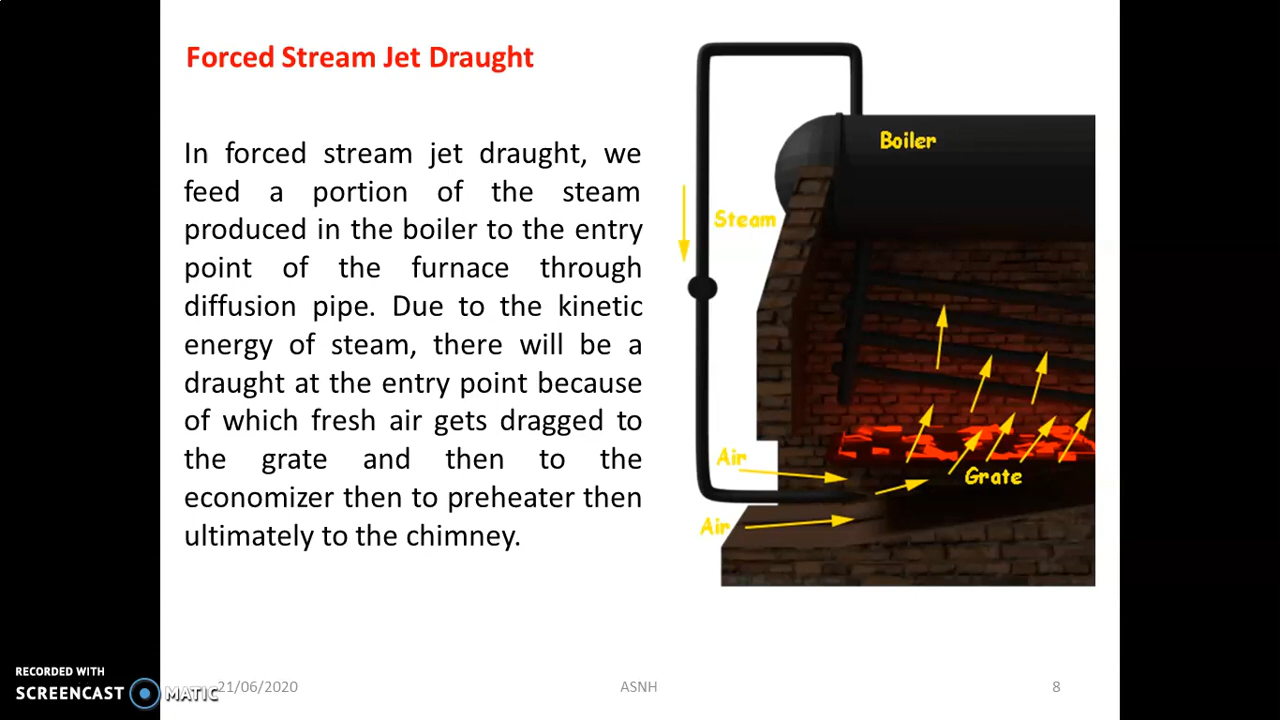 Forced Stream Jet Draught
In forced stream jet draught, we
feed a portion of the steam
produced in the boiler to the entry
point of the furnace through
diffusion pipe. Due to the kinetic
energy of steam, there will be a
draught at the entry point because
of which fresh air gets dragged to
the grate and then to the
economizer then to preheater then
ultimately to the chimney.
Boiler
Steam
Air
Grate
Air
RECORDED WITH
SCREENCAST MATIC
21/06/2020
ASNH
8